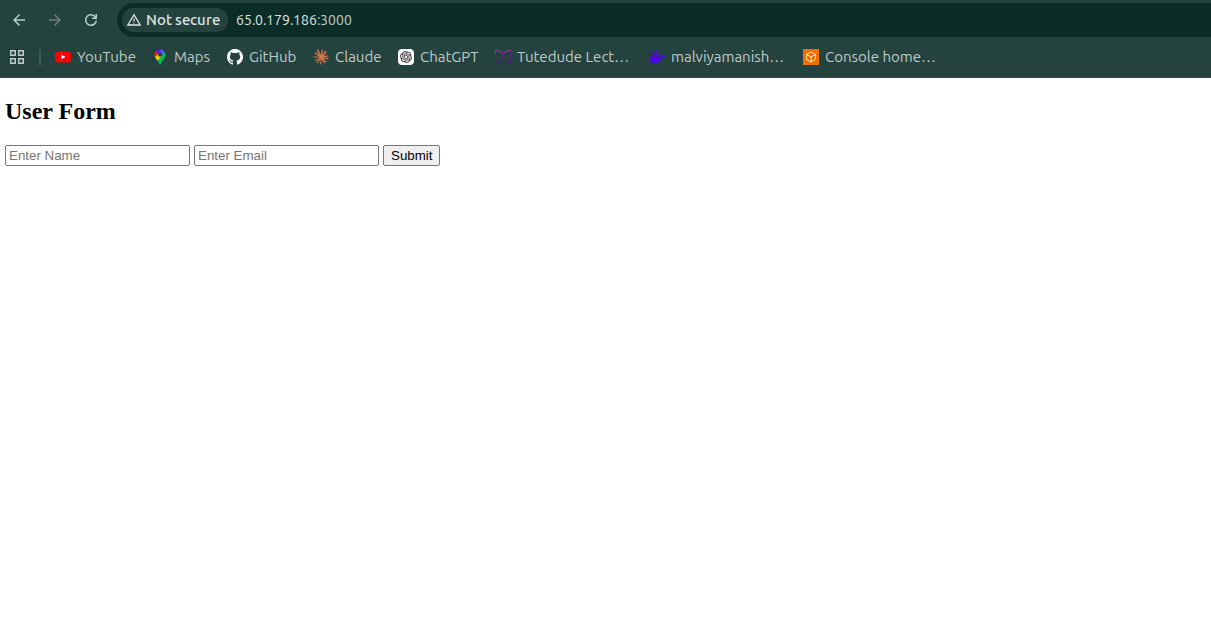 Not secure 65.0.179.186:3000
YouTube Maps GitHub Claude ChatGPT Tutedude Lect… malviyamanish… Console home…
User Form
Enter Name Enter Email Submit